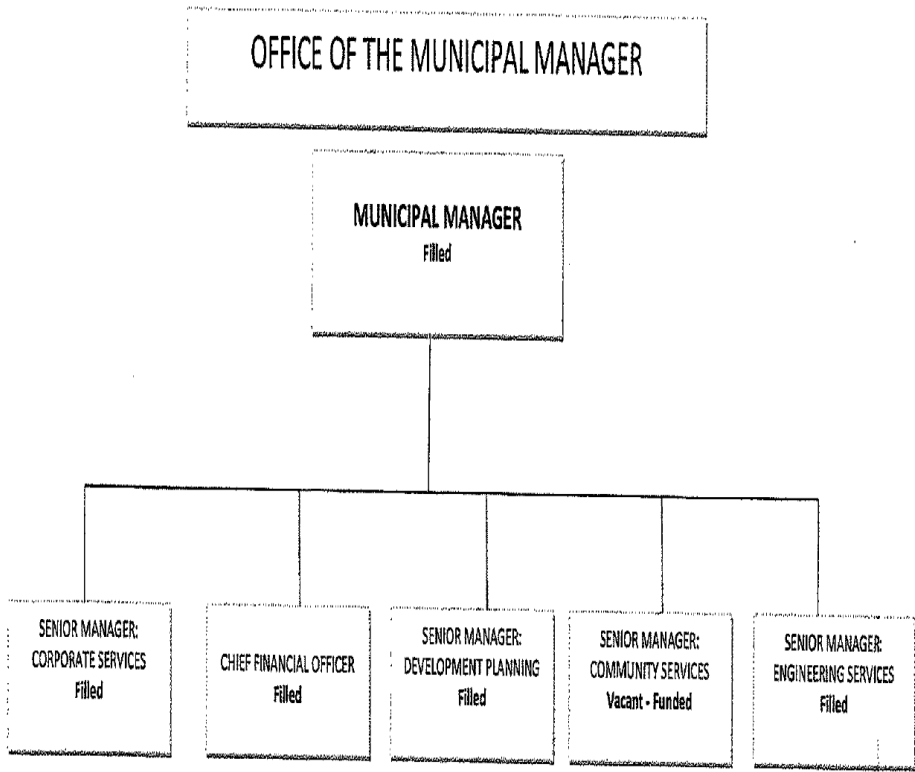 OFFICE OF THE MUNICIPAL MANAGER
MUNICIPAL MANAGER
Filled
SENIOR MANAGER:
CORPORATE SERVICES
Filled
CHIEF FINANCIAL OFFICER
Filled
SENIOR MANAGER:
DEVELOPMENT PLANNING
Filled
SENIOR MANAGER:
COMMUNITY SERVICES
Vacant - Funded
SENIOR MANAGER:
ENGINEERING SERVICES
Filled